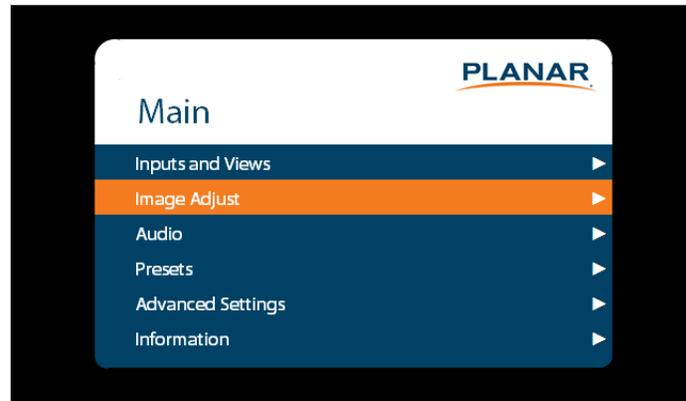 PLANAR
Main
Inputs and Views
Image Adjust
Audio
Presets
Advanced Settings
Information